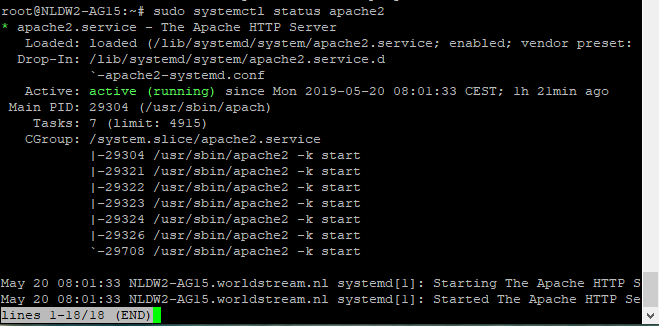 root@NLDW2-AG15:~# sudo systemctl status apache2
* apache2.service - The Apache HTTP Server
   Loaded: loaded (/lib/systemd/system/apache2.service; enabled; vendor preset:
  Drop-In: /lib/systemd/system/apache2.service.d
           `-apache2-systemd.conf
   Active: active (running) since Mon 2019-05-20 08:01:33 CEST; 1h 21min ago
 Main PID: 29304 (/usr/sbin/apach)
    Tasks: 7 (limit: 4915)
   CGroup: /system.slice/apache2.service
           |-29304 /usr/sbin/apache2 -k start
           |-29321 /usr/sbin/apache2 -k start
           |-29322 /usr/sbin/apache2 -k start
           |-29323 /usr/sbin/apache2 -k start
           |-29324 /usr/sbin/apache2 -k start
           |-29326 /usr/sbin/apache2 -k start
           `-29708 /usr/sbin/apache2 -k start

May 20 08:01:33 NLDW2-AG15.worldstream.nl systemd[1]: Starting The Apache HTTP S
May 20 08:01:33 NLDW2-AG15.worldstream.nl systemd[1]: Started The Apache HTTP Se
lines 1-18/18 (END)